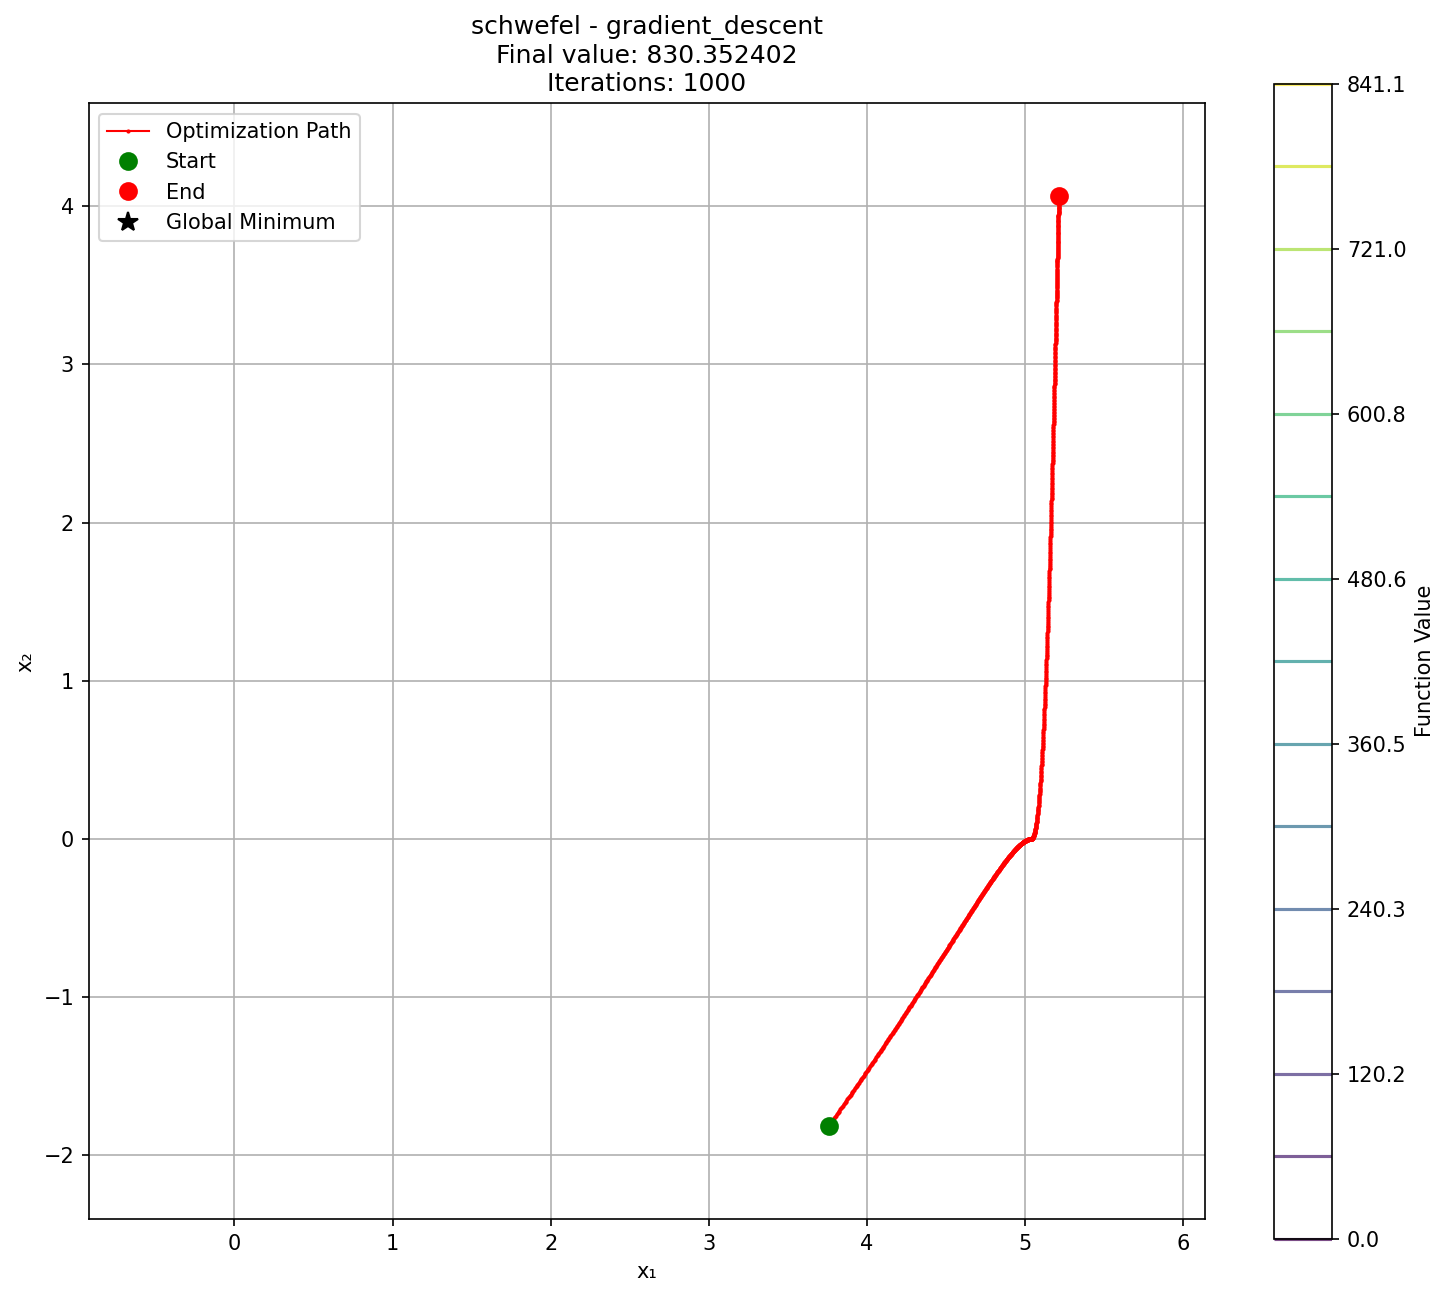 schwefel - gradient_descent
Final value: 830.352402
Iterations: 1000
Optimization Path
Start
End
Global Minimum
4
3
2
1
0
−1
−2
x₂
0
1
2
3
4
5
6
x₁
841.1
721.0
600.8
480.6
360.5
240.3
120.2
0.0
Function Value